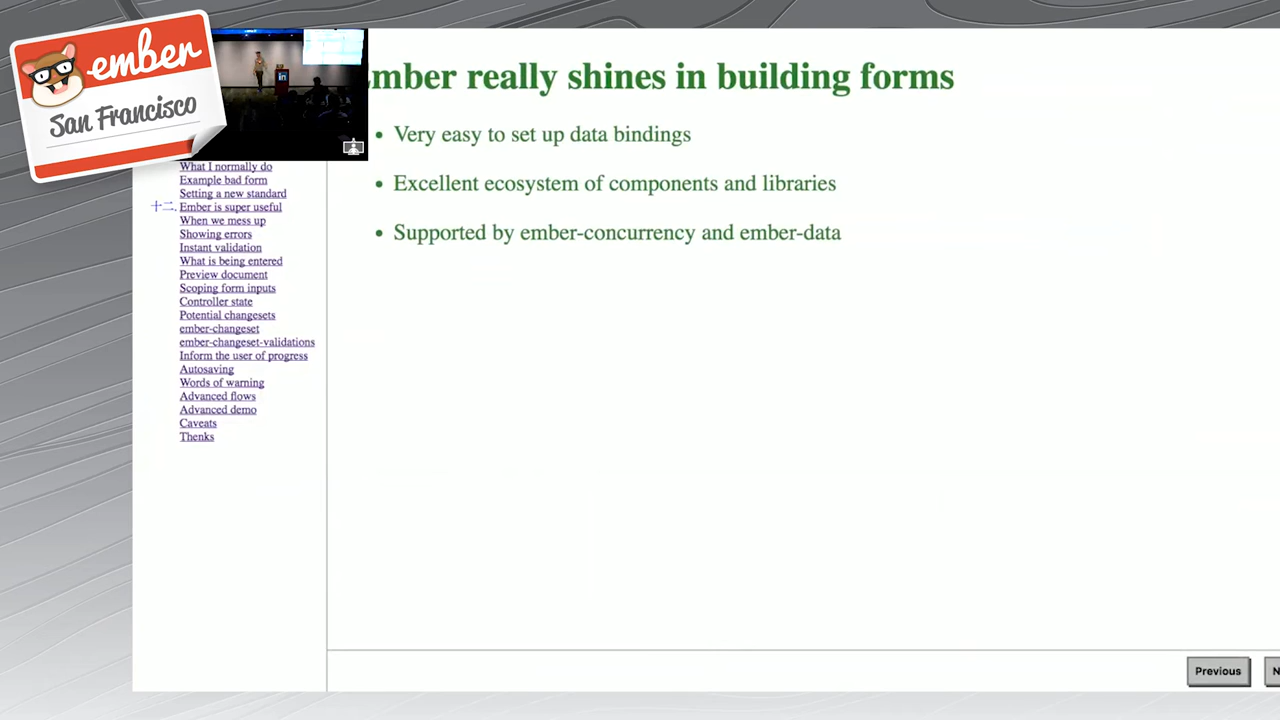 ember
San Francisco
Ember really shines in building forms
• Very easy to set up data bindings
• Excellent ecosystem of components and libraries
• Supported by ember-concurrency and ember-data
What I normally do
Example bad form
Setting a new standard
十二. Ember is super useful
When we mess up
Showing errors
Instant validation
What is being entered
Preview document
Scoping form inputs
Controller state
Potential changesets
ember-changeset
ember-changeset-validations
Inform the user of progress
Autosaving
Words of warning
Advanced flows
Advanced demo
Caveats
Thenks
Previous
N